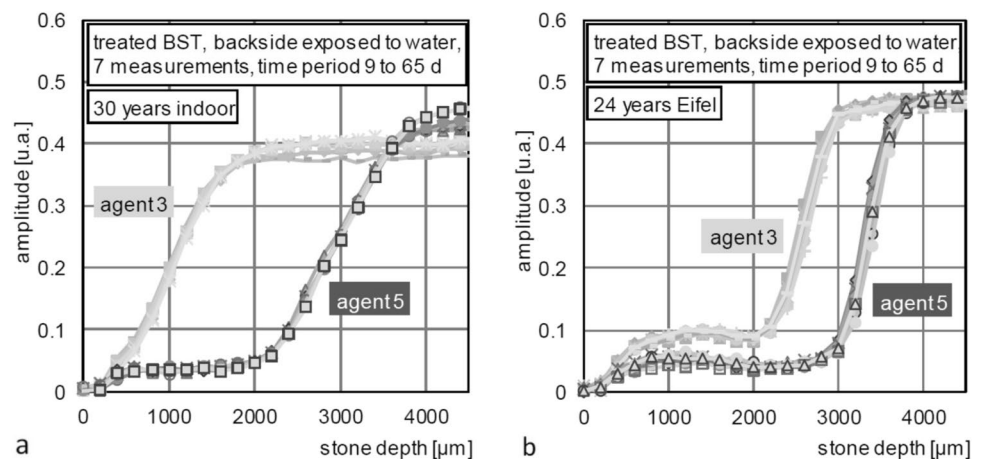 0.6
0.5
0.4
0.3
0.2
0.1
0
amplitude [u.a.]
treated BST, backside exposed to water,
7 measurements, time period 9 to 65 d
30 years indoor
agent 3
agent 5
0 1000 2000 3000 4000
stone depth [µm]
a
0.6
0.5
0.4
0.3
0.2
0.1
0
amplitude [u.a.]
treated BST, backside exposed to water,
7 measurements, time period 9 to 65 d
24 years Eifel
agent 3
agent 5
0 1000 2000 3000 4000
stone depth [µm]
b